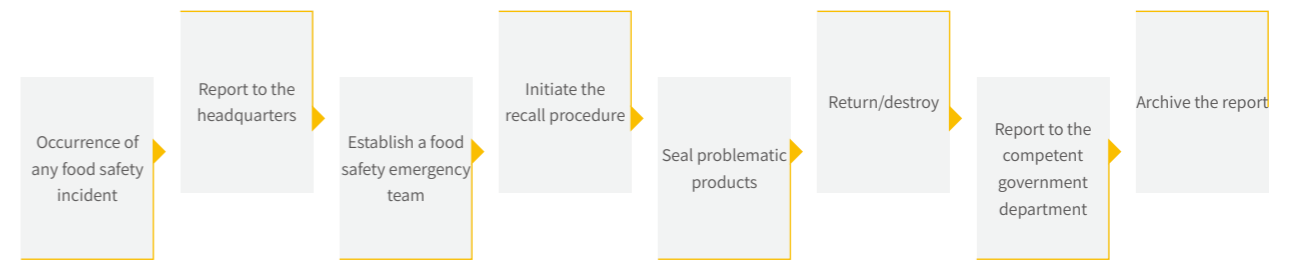 Occurrence of
any food safety
incident
Report to the
headquarters
Establish a food
safety emergency
team
Initiate the
recall procedure
Seal problematic
products
Return/destroy
Report to the
competent
government
department
Archive the report